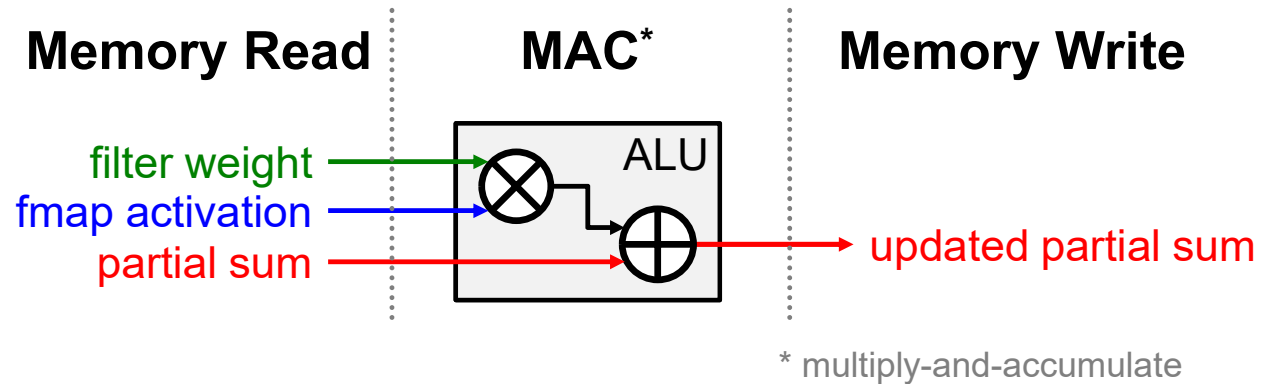 Memory Read
MAC*
Memory Write
filter weight
fmap activation
partial sum
ALU
updated partial sum
* multiply-and-accumulate